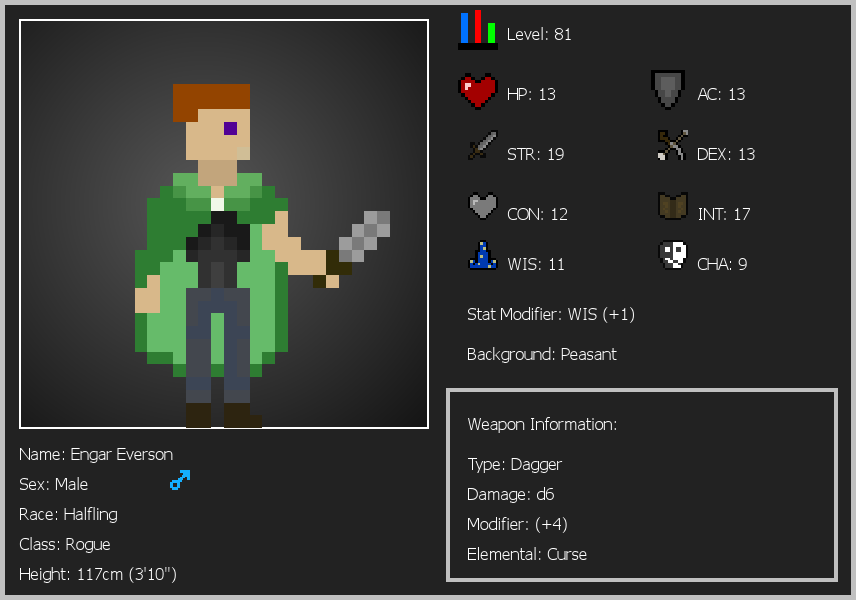 Level: 81
HP: 13
AC: 13
STR: 19
DEX: 13
CON: 12
INT: 17
WIS: 11
CHA: 9
Stat Modifier: WIS (+1)
Background: Peasant
Weapon Information:
Type: Dagger
Damage: d6
Modifier: (+4)
Elemental: Curse
Name: Engar Everson
Sex: Male
Race: Halfling
Class: Rogue
Height: 117cm (3'10")